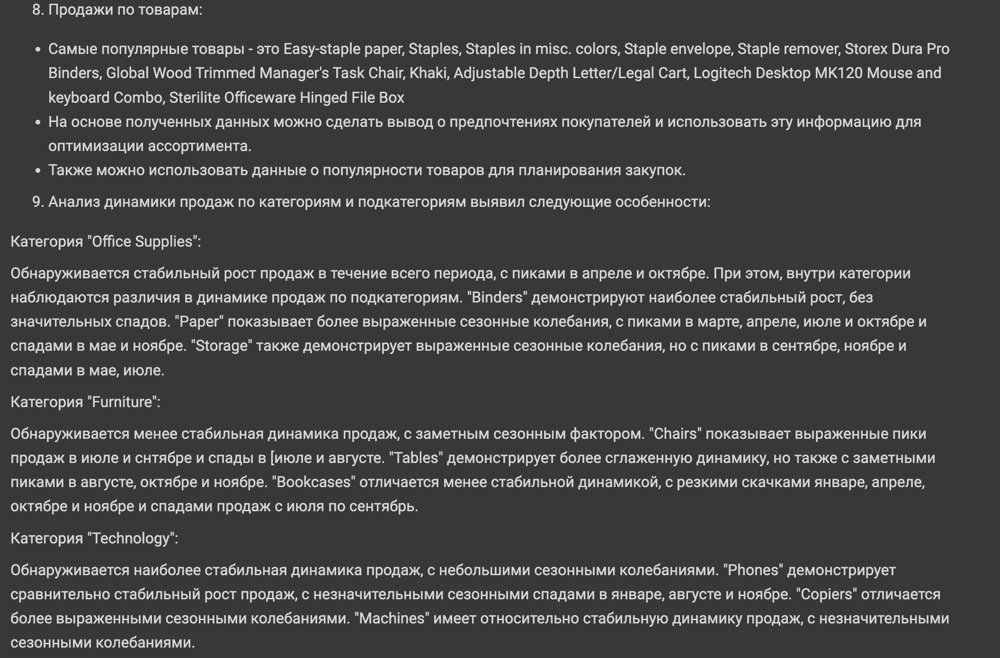 8. Продажи по товарам:
• Самые популярные товары - это Easy-staple paper, Staples, Staples in misc. colors, Staple envelope, Staple remover, Storex Dura Pro
Binders, Global Wood Trimmed Manager's Task Chair, Khaki, Adjustable Depth Letter/Legal Cart, Logitech Desktop MK120 Mouse and
keyboard Combo, Sterilite Officeware Hinged File Box
• На основе полученных данных можно сделать вывод о предпочтениях покупателей и использовать эту информацию для
оптимизации ассортимента.
• Также можно использовать данные о популярности товаров для планирования закупок.
9. Анализ динамики продаж по категориям и подкатегориям выявил следующие особенности:
Категория "Office Supplies":
Обнаруживается стабильный рост продаж в течение всего периода, с пиками в апреле и октябре. При этом, внутри категории
наблюдаются различия в динамике продаж по подкатегориям. "Binders" демонстрируют наиболее стабильный рост, без
значительных спадов. "Paper" показывает более выраженные сезонные колебания, с пиками в марте, апреле, июле и октябре и
спадами в мае и ноябре. "Storage" также демонстрирует выраженные сезонные колебания, но с пиками в сентябре, ноябре и
спадами в мае, июле.
Категория "Furniture":
Обнаруживается менее стабильная динамика продаж, с заметным сезонным фактором. "Chairs" показывает выраженные пики
продаж в июле и снтябре и спады в [июле и августе. "Tables" демонстрирует более сглаженную динамику, но также с заметными
пиками в августе, октябре и ноябре. "Bookcases" отличается менее стабильной динамикой, с резкими скачками январе, апреле,
октябре и ноябре и спадами продаж с июля по сентябрь.
Категория "Technology":
Обнаруживается наиболее стабильная динамика продаж, с небольшими сезонными колебаниями. "Phones" демонстрирует
сравнительно стабильный рост продаж, с незначительными сезонными спадами в январе, августе и ноябре. "Copiers" отличается
более выраженными сезонными колебаниями. "Machines" имеет относительно стабильную динамику продаж, с незначительными
сезонными колебаниями.